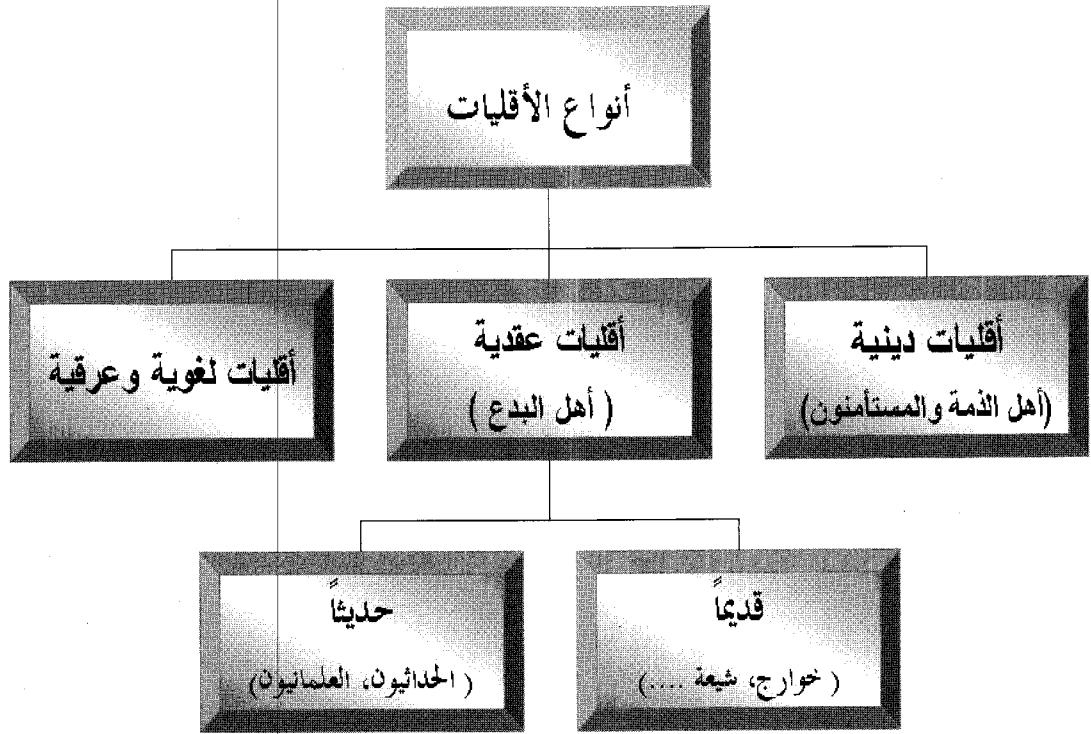 أنواع الأقليات
أقليات دينية
(أهل الذمة والمستأمنون)
أقليات عقدية
( أهل البدع )
أقليات لغوية وعرقية
قديماً
( خوارج، شيعة ....)
حديثاً
( الحداثيون، العلمانيون)